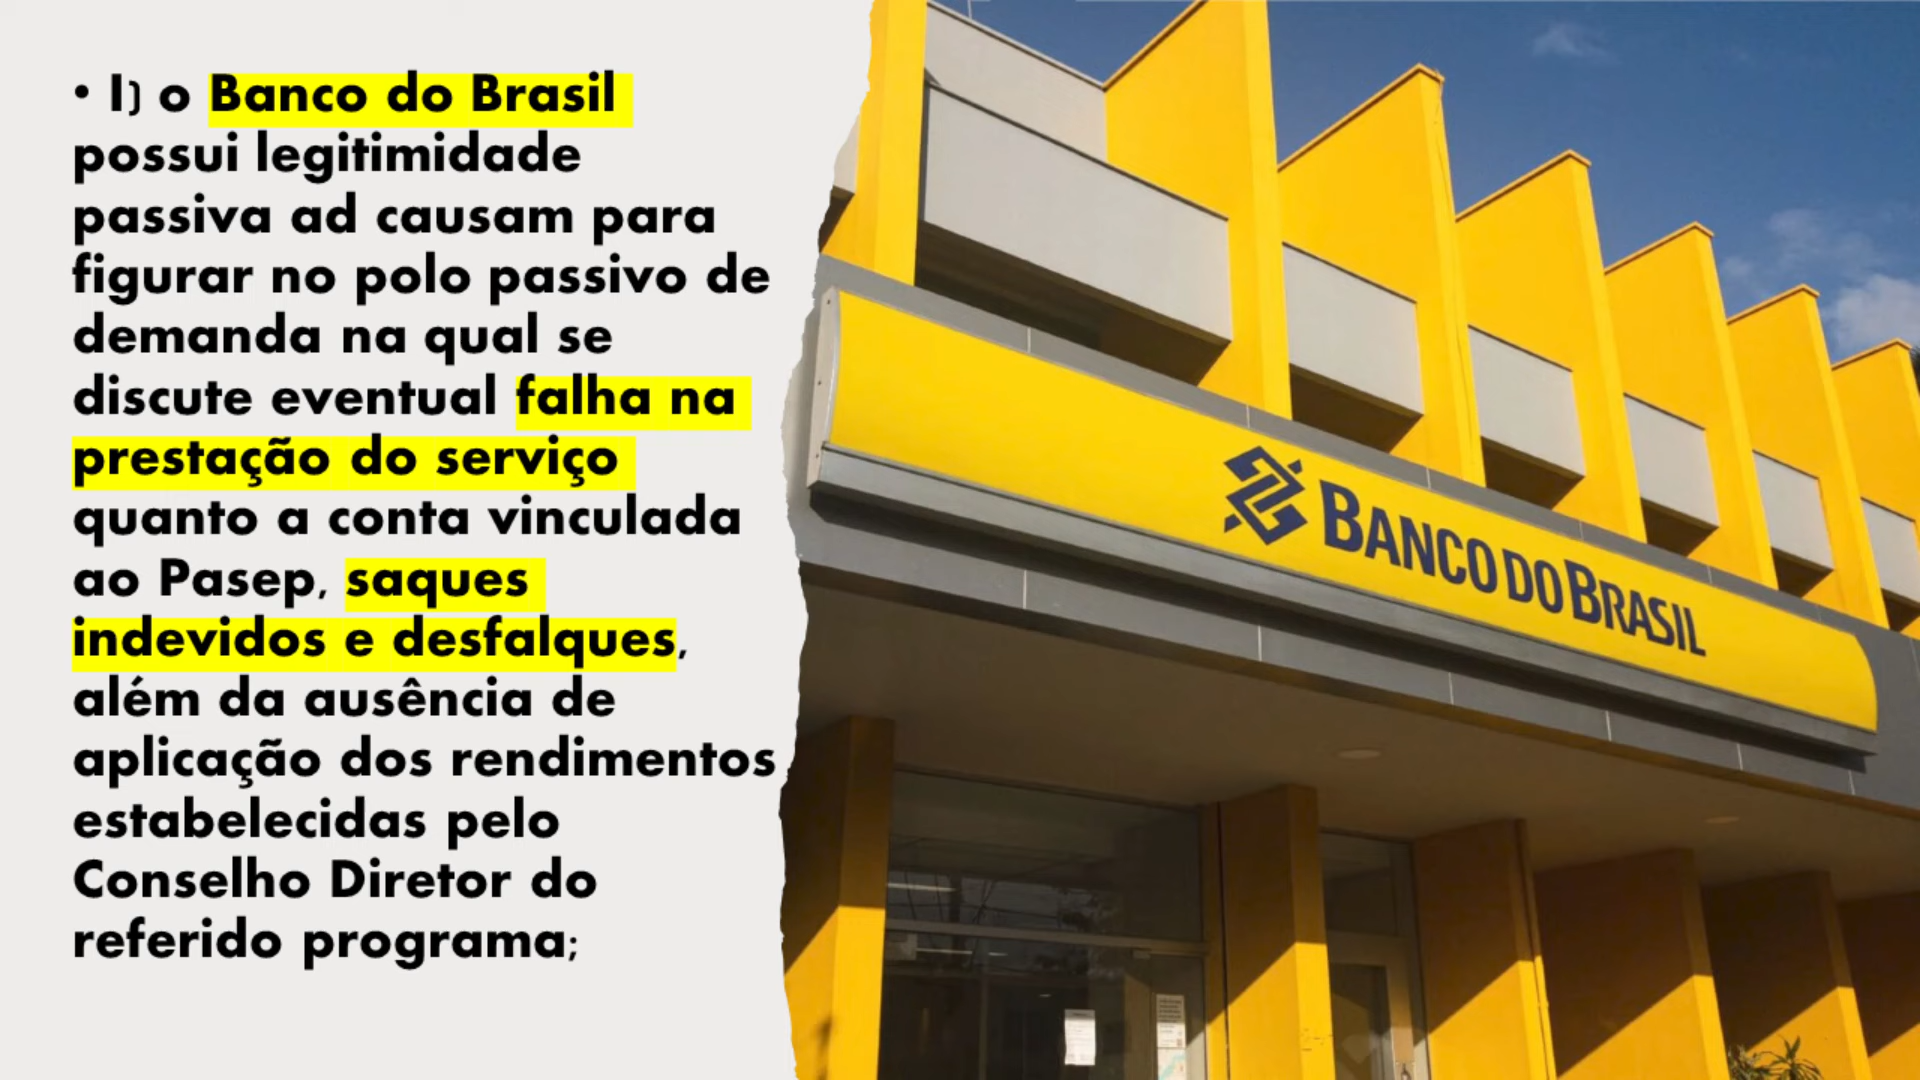 • I) o Banco do Brasil
possui legitimidade
passiva ad causam para
figurar no polo passivo de
demanda na qual se
discute eventual falha na
prestação do serviço
quanto a conta vinculada
ao Pasep, saques
indevidos e desfalques,
além da ausência de
aplicação dos rendimentos
estabelecidas pelo
Conselho Diretor do
referido programa;
BANCO DO BRASIL